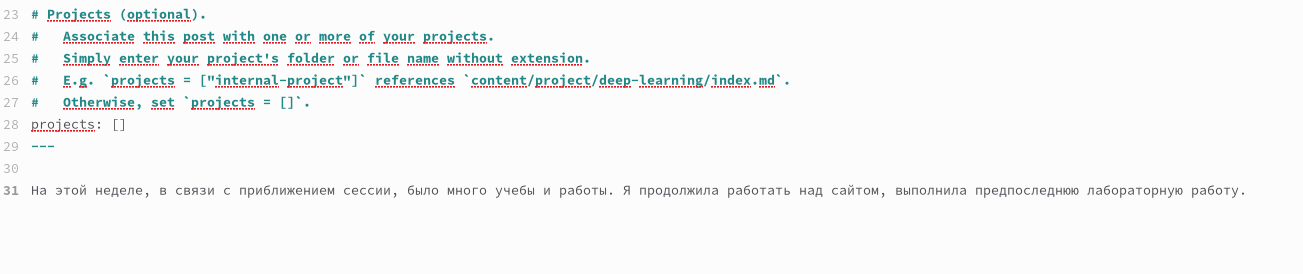 23 # Projects (optional).
24 #   Associate this post with one or more of your projects.
25 #   Simply enter your project's folder or file name without extension.
26 #   E.g. `projects = ["internal-project"]` references `content/project/deep-learning/index.md`.
27 #   Otherwise, set `projects = []`.
28 projects: []
29 ---
30
31 На этой неделе, в связи с приближением сессии, было много учебы и работы. Я продолжила работать над сайтом, выполнила предпоследнюю лабораторную работу.